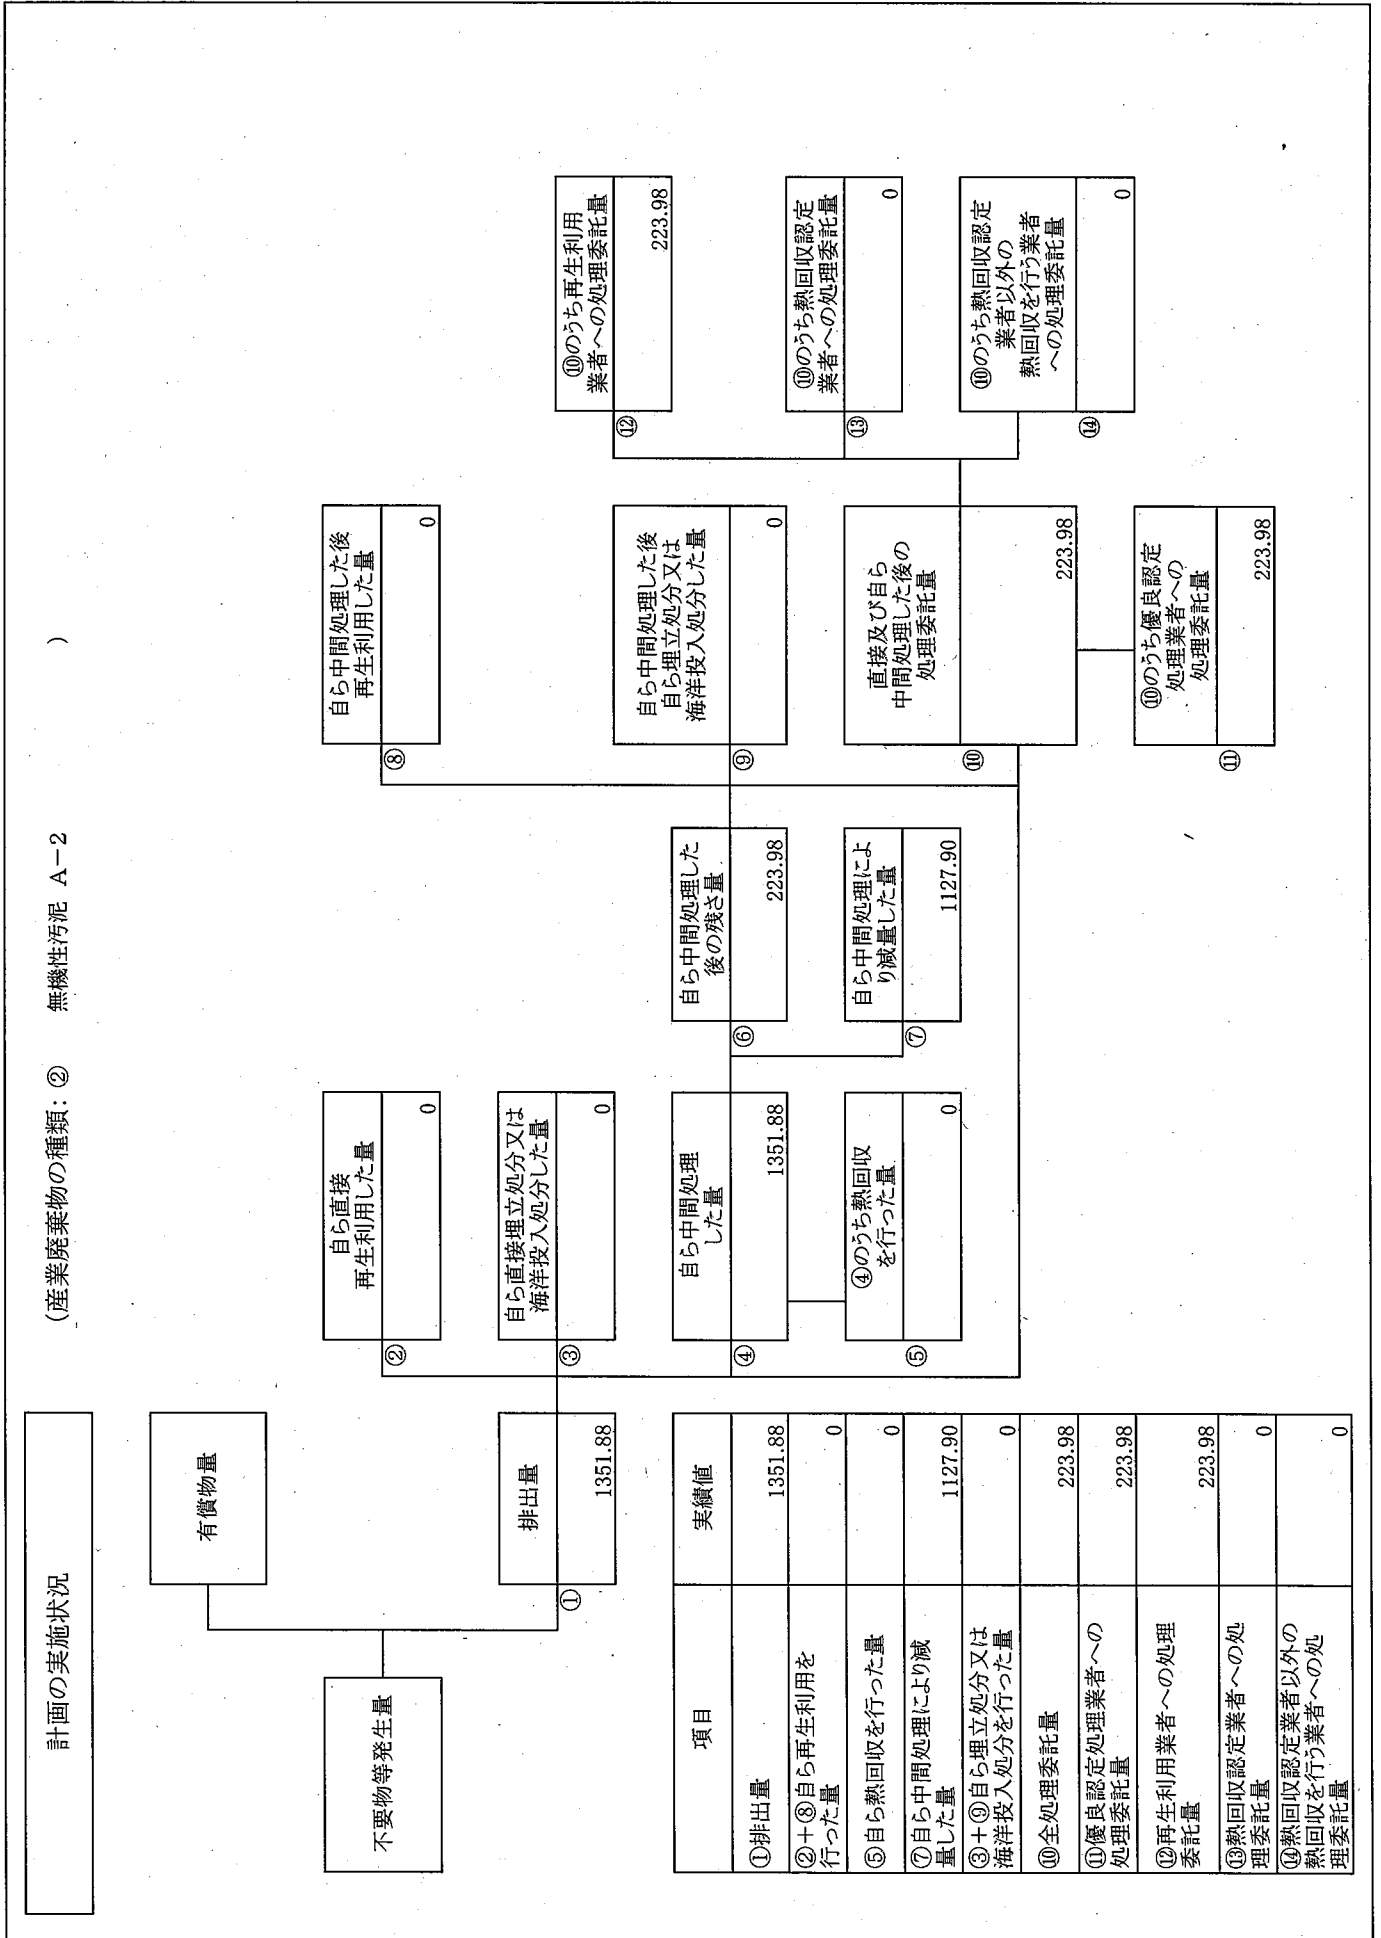 計画の実施状況
(産業廃棄物の種類：② 無機性汚泥 A-2 )
有償物量
不要物等発生量
①
排出量
1351.88
②
自ら直接
再生利用した量
0
③
自ら直接埋立処分又は
海洋投入処分した量
0
④
自ら中間処理
した量
1351.88
⑤
④のうち熱回収
を行った量
0
⑥
自ら中間処理した
後の残さ量
223.98
⑦
自ら中間処理によ
り減量した量
1127.90
⑧
自ら中間処理した後
再生利用した量
0
⑨
自ら中間処理した後
自ら埋立処分又は
海洋投入処分した量
0
⑩
直接及び自ら
中間処理した後の
処理委託量
223.98
⑪
⑩のうち優良認定
処理業者への
処理委託量
223.98
⑫
⑩のうち再生利用
業者への処理委託量
223.98
⑬
⑩のうち熱回収認定
業者への処理委託量
0
⑭
⑩のうち熱回収認定
業者以外の
熱回収を行う業者
への処理委託量
0
項目 実績値
①排出量 1351.88
②+⑧自ら再生利用を
行った量 0
⑤自ら熱回収を行った量 0
⑦自ら中間処理により減
量した量 1127.90
③+⑨自ら埋立処分又は
海洋投入処分を行った量 0
⑩全処理委託量 223.98
⑪優良認定処理業者への
処理委託量 223.98
⑫再生利用業者への処理
委託量 223.98
⑬熱回収認定業者への処
理委託量 0
⑭熱回収認定業者以外の
熱回収を行う業者への処
理委託量 0